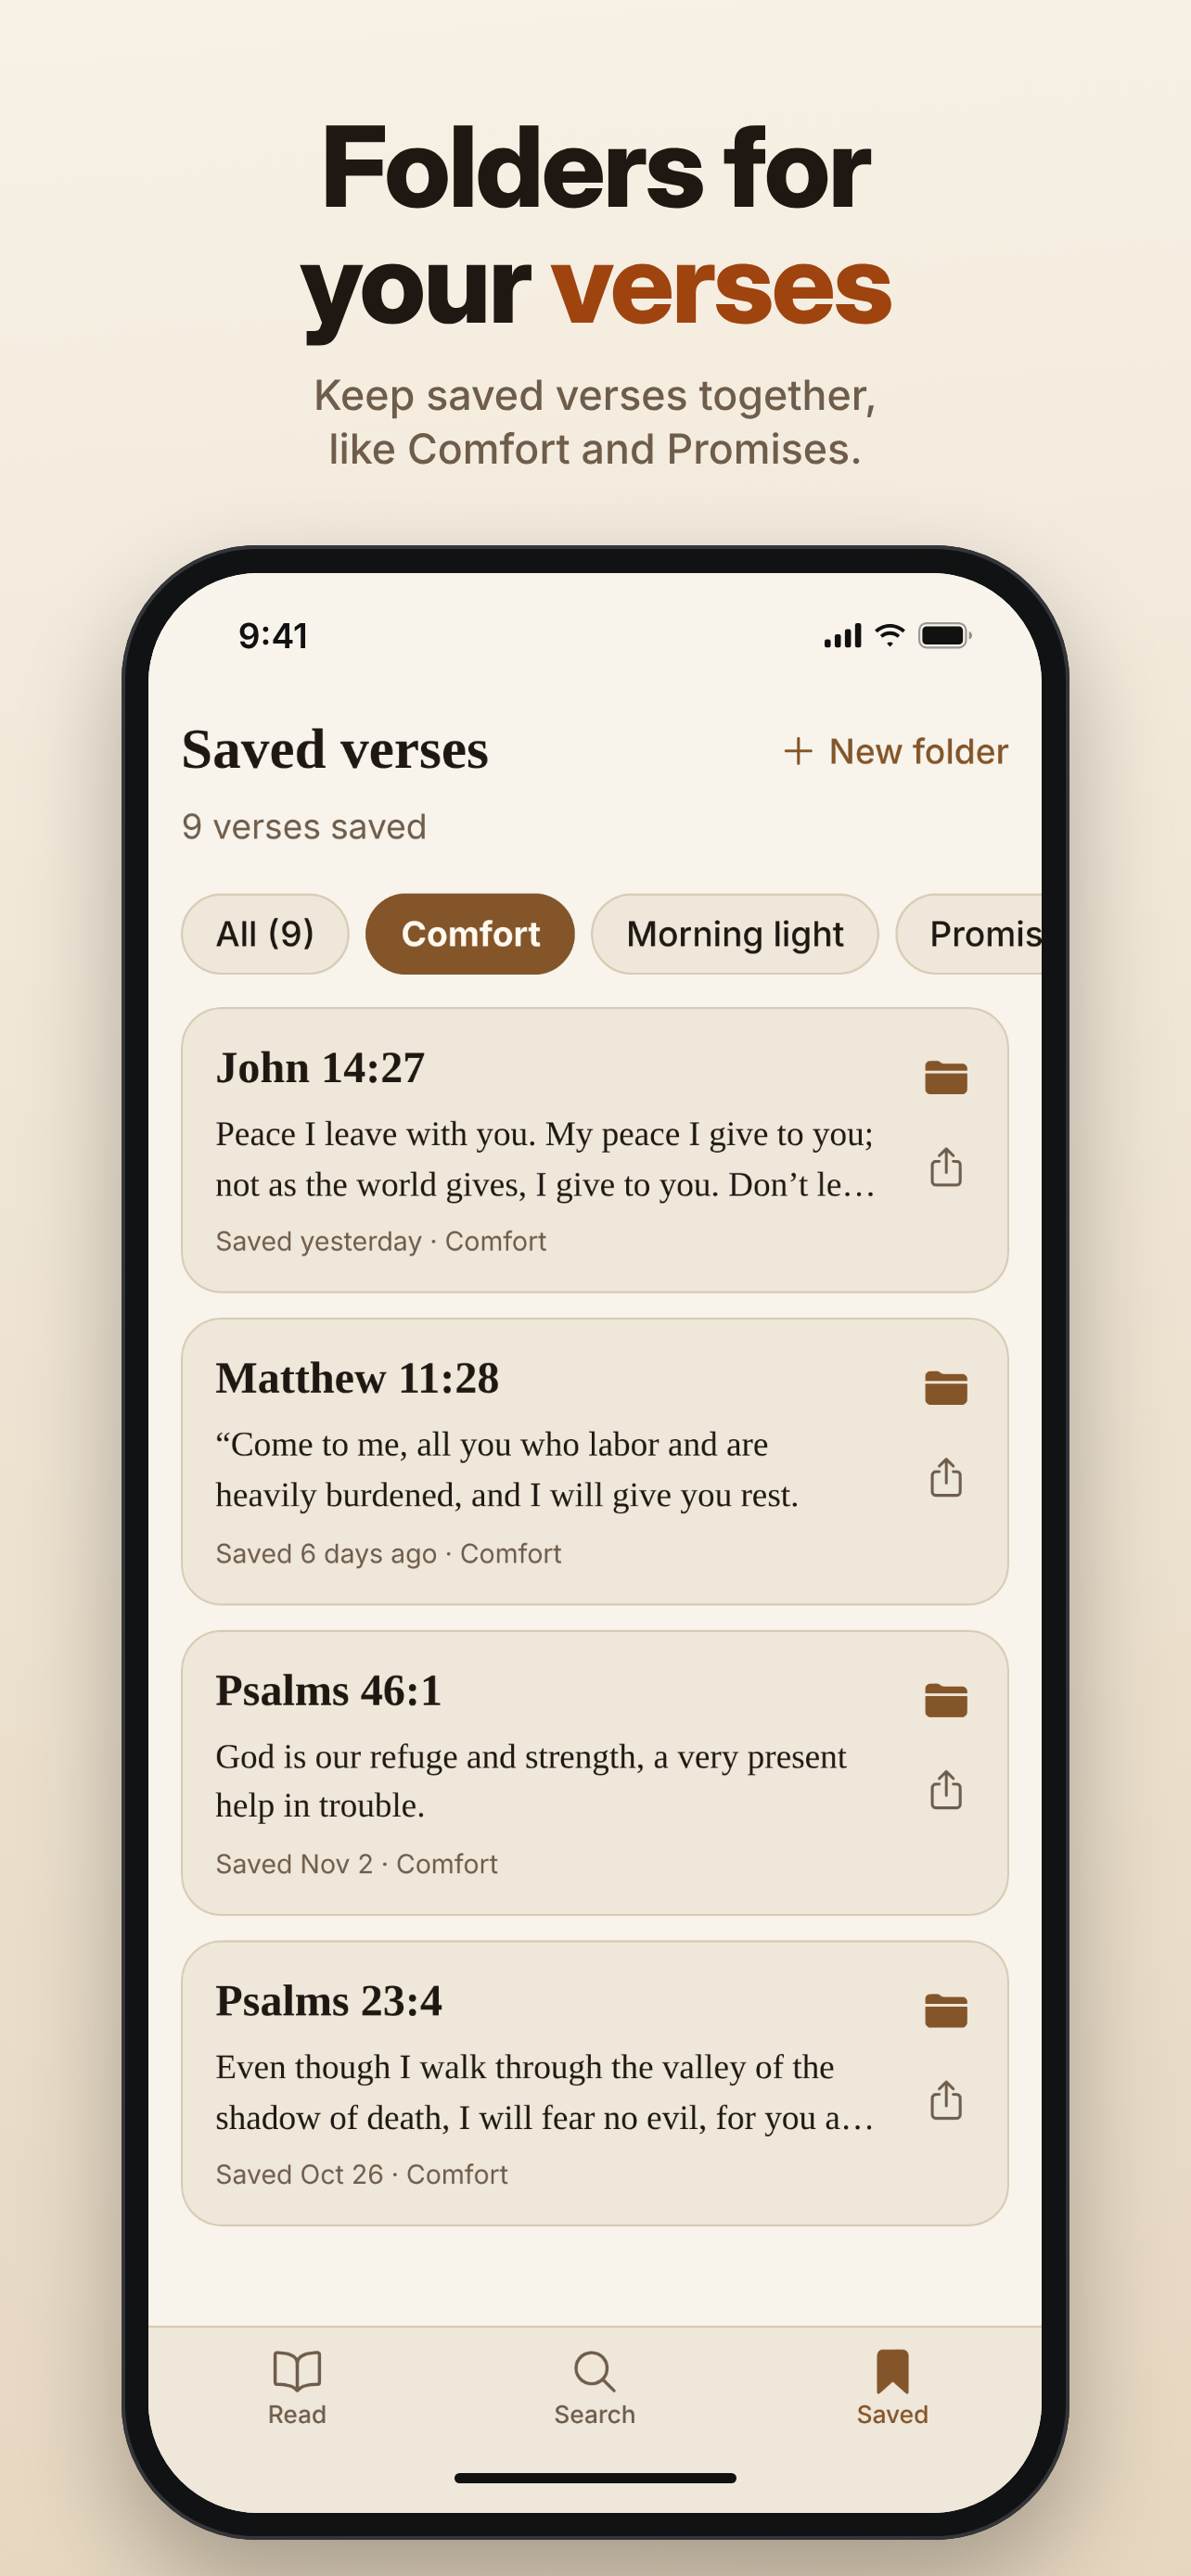 Folders for
your verses
Keep saved verses together,
like Comfort and Promises.
9:41
Saved verses
+ New folder
9 verses saved
All (9)
Comfort
Morning light
Promis
John 14:27
Peace I leave with you. My peace I give to you;
not as the world gives, I give to you. Don’t le…
Saved yesterday · Comfort
Matthew 11:28
“Come to me, all you who labor and are
heavily burdened, and I will give you rest.
Saved 6 days ago · Comfort
Psalms 46:1
God is our refuge and strength, a very present
help in trouble.
Saved Nov 2 · Comfort
Psalms 23:4
Even though I walk through the valley of the
shadow of death, I will fear no evil, for you a…
Saved Oct 26 · Comfort
Read
Search
Saved